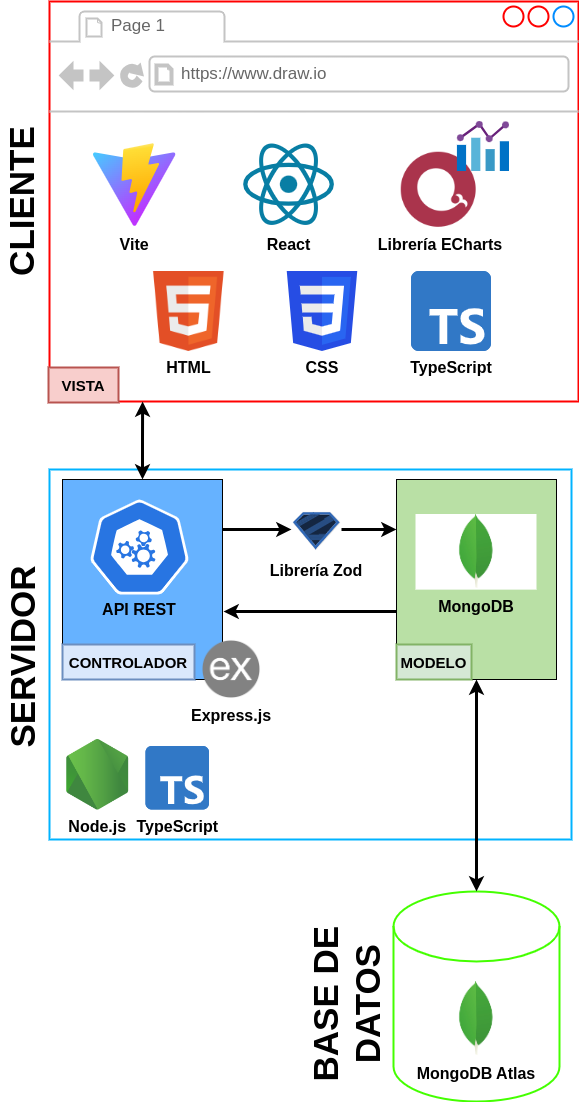 Page 1
https://www.draw.io
CLIENTE
Vite
React
Librería ECharts
HTML
CSS
TS
TypeScript
VISTA
SERVIDOR
API REST
Librería Zod
MongoDB
CONTROLADOR
MODELO
ex
Express.js
TS
Node.js
TypeScript
BASE DE
DATOS
MongoDB Atlas